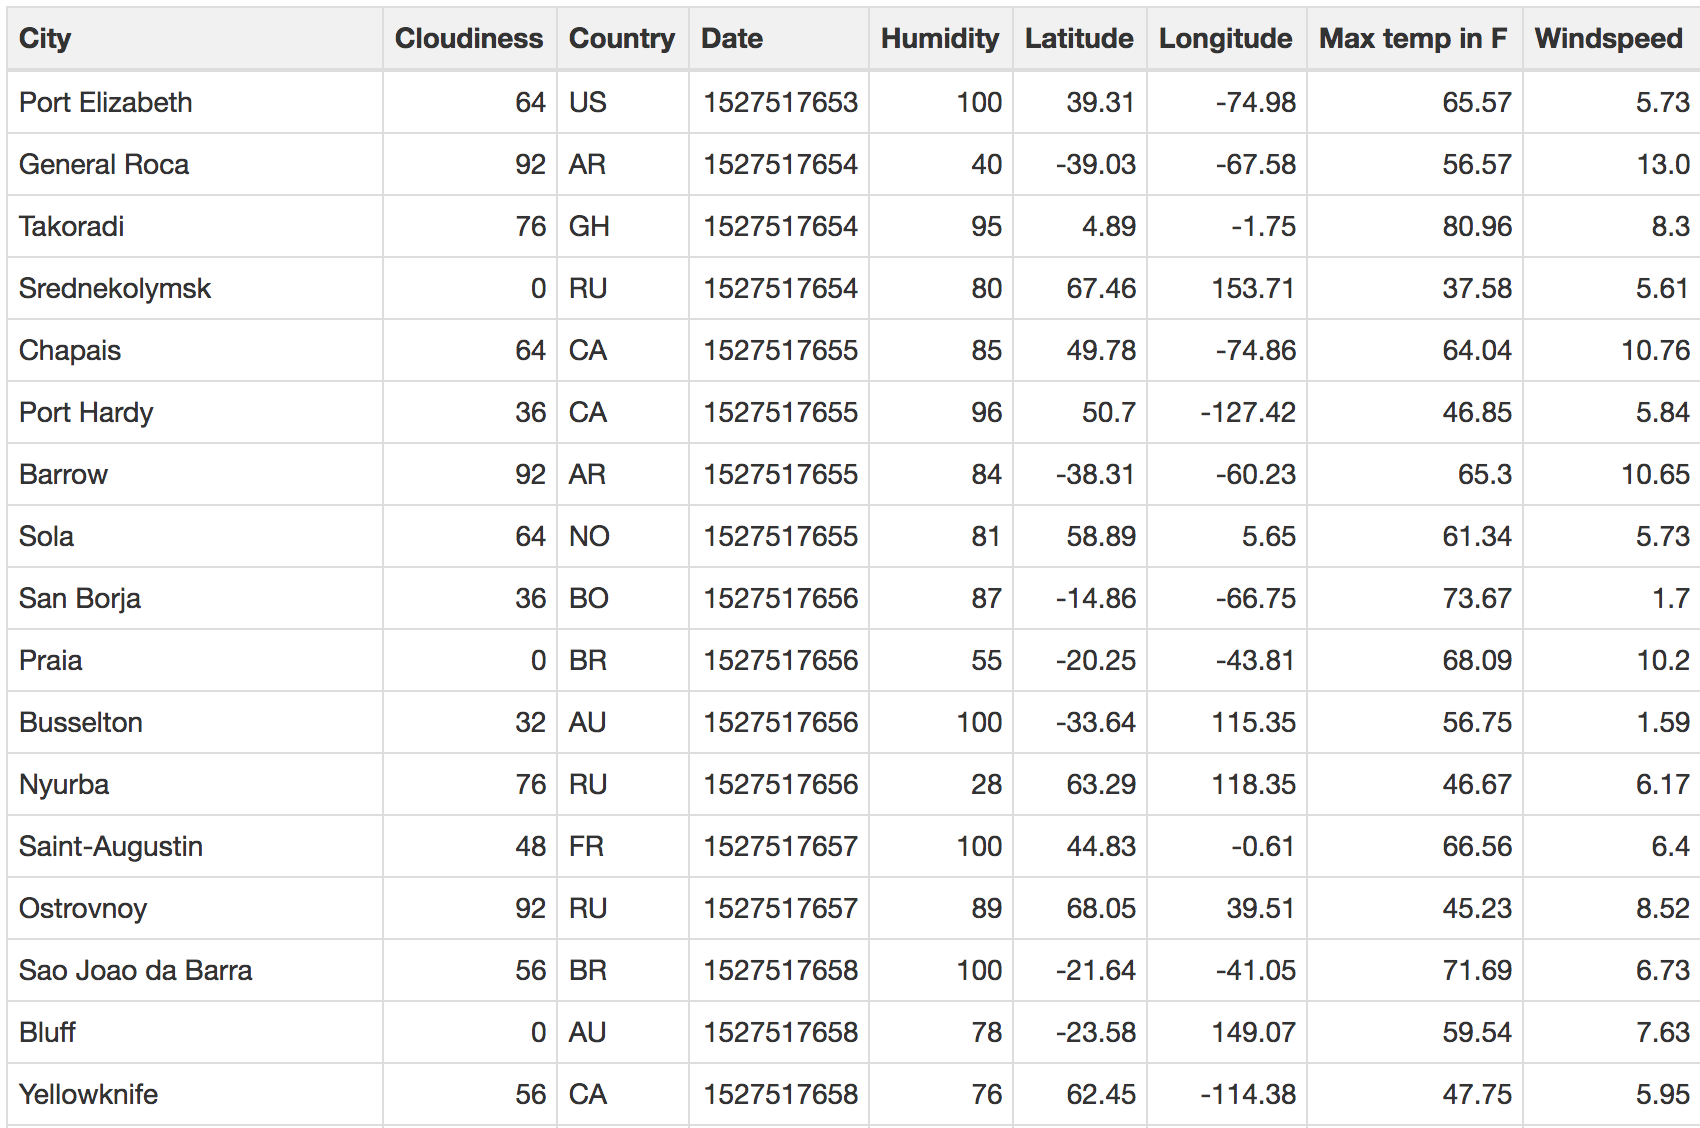 City Cloudiness Country Date Humidity Latitude Longitude Max temp in F Windspeed
Port Elizabeth 64 US 1527517653 100 39.31 -74.98 65.57 5.73
General Roca 92 AR 1527517654 40 -39.03 -67.58 56.57 13.0
Takoradi 76 GH 1527517654 95 4.89 -1.75 80.96 8.3
Srednekolymsk 0 RU 1527517654 80 67.46 153.71 37.58 5.61
Chapais 64 CA 1527517655 85 49.78 -74.86 64.04 10.76
Port Hardy 36 CA 1527517655 96 50.7 -127.42 46.85 5.84
Barrow 92 AR 1527517655 84 -38.31 -60.23 65.3 10.65
Sola 64 NO 1527517655 81 58.89 5.65 61.34 5.73
San Borja 36 BO 1527517656 87 -14.86 -66.75 73.67 1.7
Praia 0 BR 1527517656 55 -20.25 -43.81 68.09 10.2
Busselton 32 AU 1527517656 100 -33.64 115.35 56.75 1.59
Nyurba 76 RU 1527517656 28 63.29 118.35 46.67 6.17
Saint-Augustin 48 FR 1527517657 100 44.83 -0.61 66.56 6.4
Ostrovnoy 92 RU 1527517657 89 68.05 39.51 45.23 8.52
Sao Joao da Barra 56 BR 1527517658 100 -21.64 -41.05 71.69 6.73
Bluff 0 AU 1527517658 78 -23.58 149.07 59.54 7.63
Yellowknife 56 CA 1527517658 76 62.45 -114.38 47.75 5.95